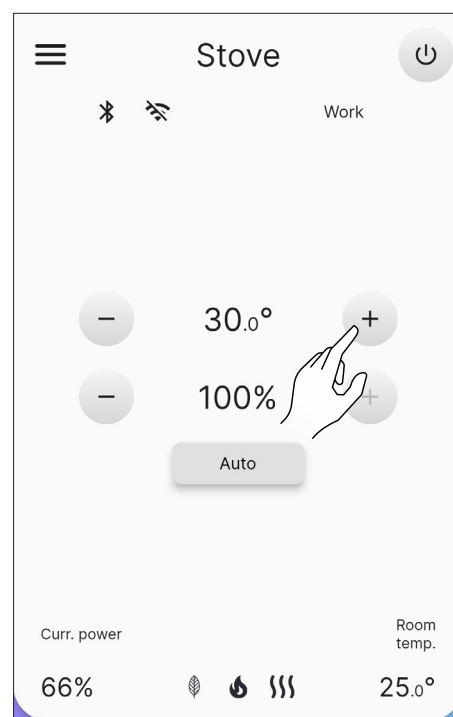 Stove
Work
− 30.0° +
− 100% +
Auto
Curr. power
Room
temp.
66%
25.0°